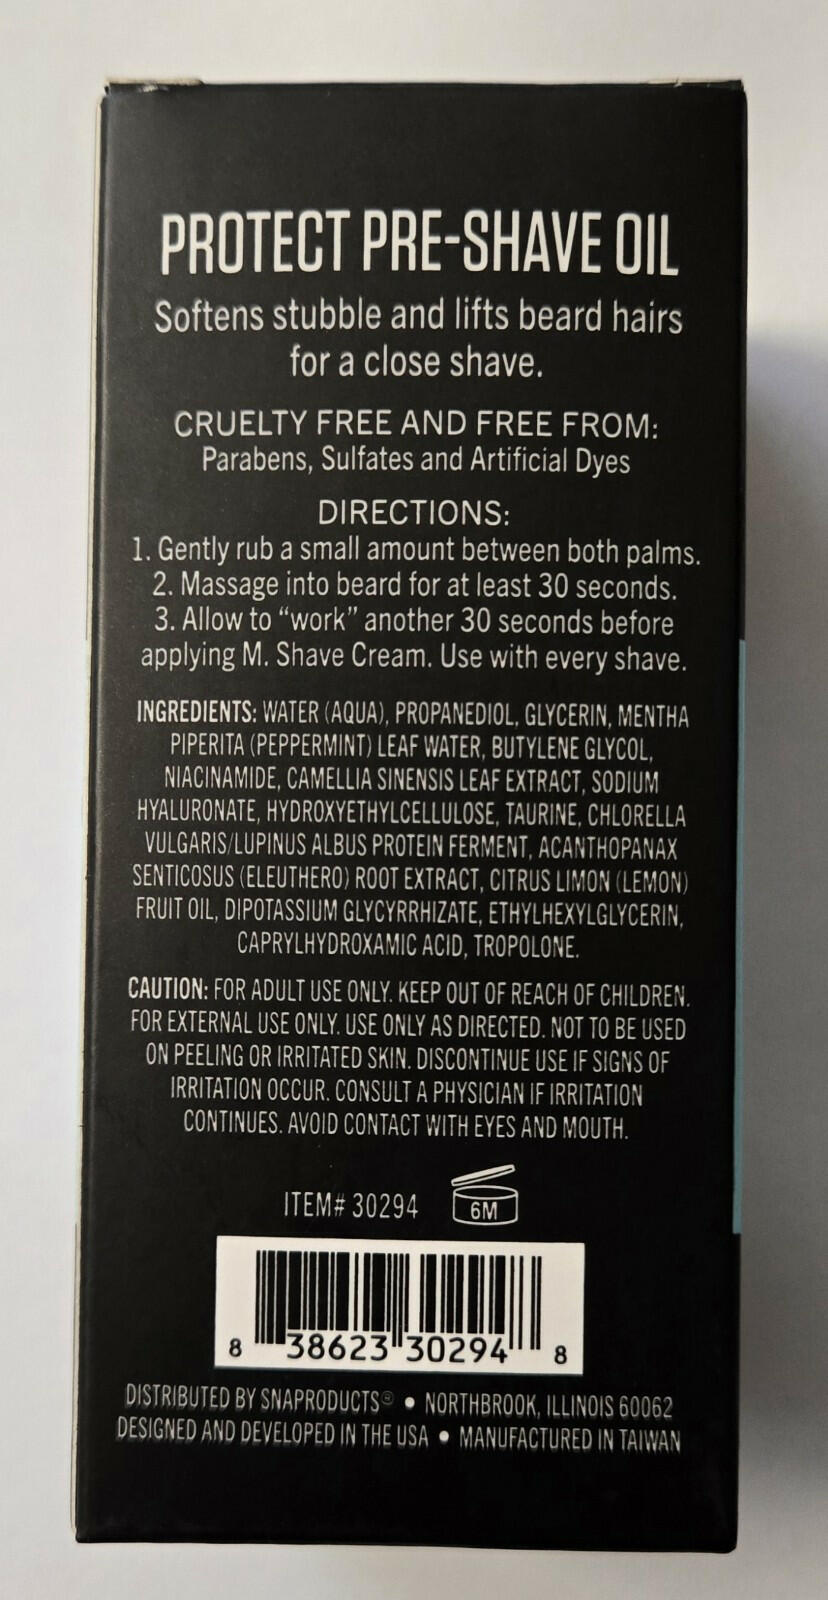 PROTECT PRE-SHAVE OIL
Softens stubble and lifts beard hairs
for a close shave.
CRUELTY FREE AND FREE FROM:
Parabens, Sulfates and Artificial Dyes
DIRECTIONS:
1. Gently rub a small amount between both palms.
2. Massage into beard for at least 30 seconds.
3. Allow to “work” another 30 seconds before
applying M. Shave Cream. Use with every shave.
INGREDIENTS: WATER (AQUA), PROPANEDIOL, GLYCERIN, MENTHA
PIPERITA (PEPPERMINT) LEAF WATER, BUTYLENE GLYCOL,
NIACINAMIDE, CAMELLIA SINENSIS LEAF EXTRACT, SODIUM
HYALURONATE, HYDROXYETHYLCELLULOSE, TAURINE, CHLORELLA
VULGARIS/LUPINUS ALBUS PROTEIN FERMENT, ACANTHOPANAX
SENTICOSUS (ELEUTHERO) ROOT EXTRACT, CITRUS LIMON (LEMON)
FRUIT OIL, DIPOTASSIUM GLYCYRRHIZATE, ETHYLHEXYLGLYCERIN,
CAPRYLHYDROXAMIC ACID, TROPOLONE.
CAUTION: FOR ADULT USE ONLY. KEEP OUT OF REACH OF CHILDREN.
FOR EXTERNAL USE ONLY. USE ONLY AS DIRECTED. NOT TO BE USED
ON PEELING OR IRRITATED SKIN. DISCONTINUE USE IF SIGNS OF
IRRITATION OCCUR. CONSULT A PHYSICIAN IF IRRITATION
CONTINUES. AVOID CONTACT WITH EYES AND MOUTH.
ITEM# 30294 6M
8 38623 30294 8
DISTRIBUTED BY SNAPRODUCTS® • NORTHBROOK, ILLINOIS 60062
DESIGNED AND DEVELOPED IN THE USA • MANUFACTURED IN TAIWAN